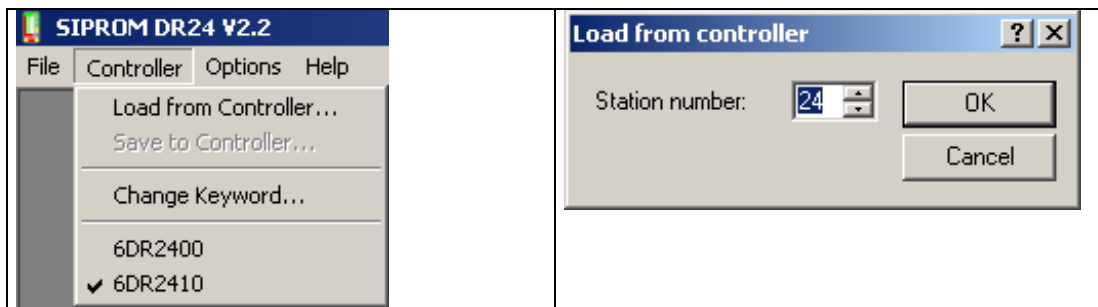 SIPROM DR24 V2.2
File Controller Options Help
Load from Controller...
Save to Controller...
Change Keyword...
6DR2400
6DR2410
Load from controller
Station number: 24 OK
Cancel